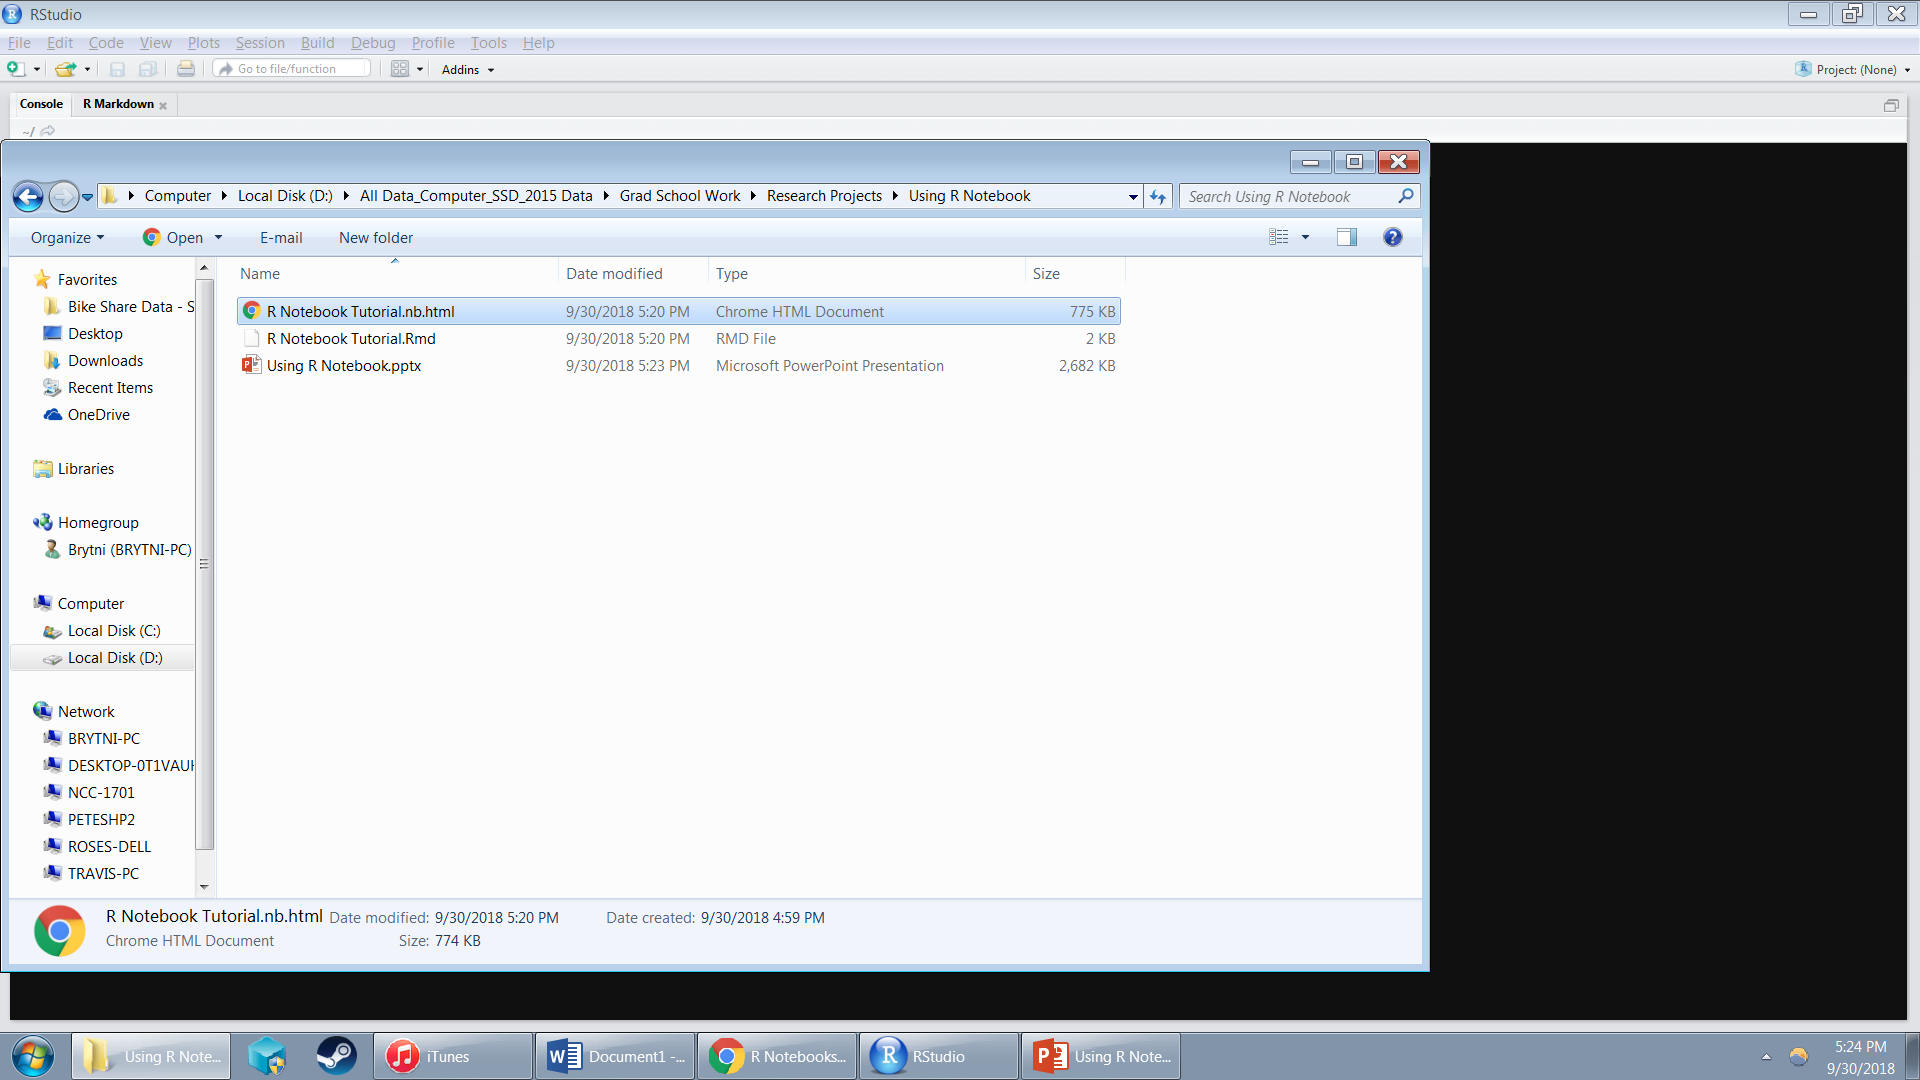 RStudio
File Edit Code View Plots Session Build Debug Profile Tools Help
Go to file/function Addins Project: (None)
Console R Markdown
~/
Computer Local Disk (D:) All Data_Computer_SSD_2015 Data Grad School Work Research Projects Using R Notebook Search Using R Notebook
Organize Open E-mail New folder
Name Date modified Type Size
R Notebook Tutorial.nb.html 9/30/2018 5:20 PM Chrome HTML Document 775 KB
R Notebook Tutorial.Rmd 9/30/2018 5:20 PM RMD File 2 KB
Using R Notebook.pptx 9/30/2018 5:23 PM Microsoft PowerPoint Presentation 2,682 KB
Favorites
Bike Share Data - S
Desktop
Downloads
Recent Items
OneDrive
Libraries
Homegroup
Brytni (BRYTNI-PC)
Computer
Local Disk (C:)
Local Disk (D:)
Network
BRYTNI-PC
DESKTOP-0T1VAU
NCC-1701
PETESHP2
ROSES-DELL
TRAVIS-PC
R Notebook Tutorial.nb.html Date modified: 9/30/2018 5:20 PM Date created: 9/30/2018 4:59 PM
Chrome HTML Document Size: 774 KB
Using R Note... iTunes Document1 -... R Notebooks... RStudio Using R Note... 5:24 PM
9/30/2018